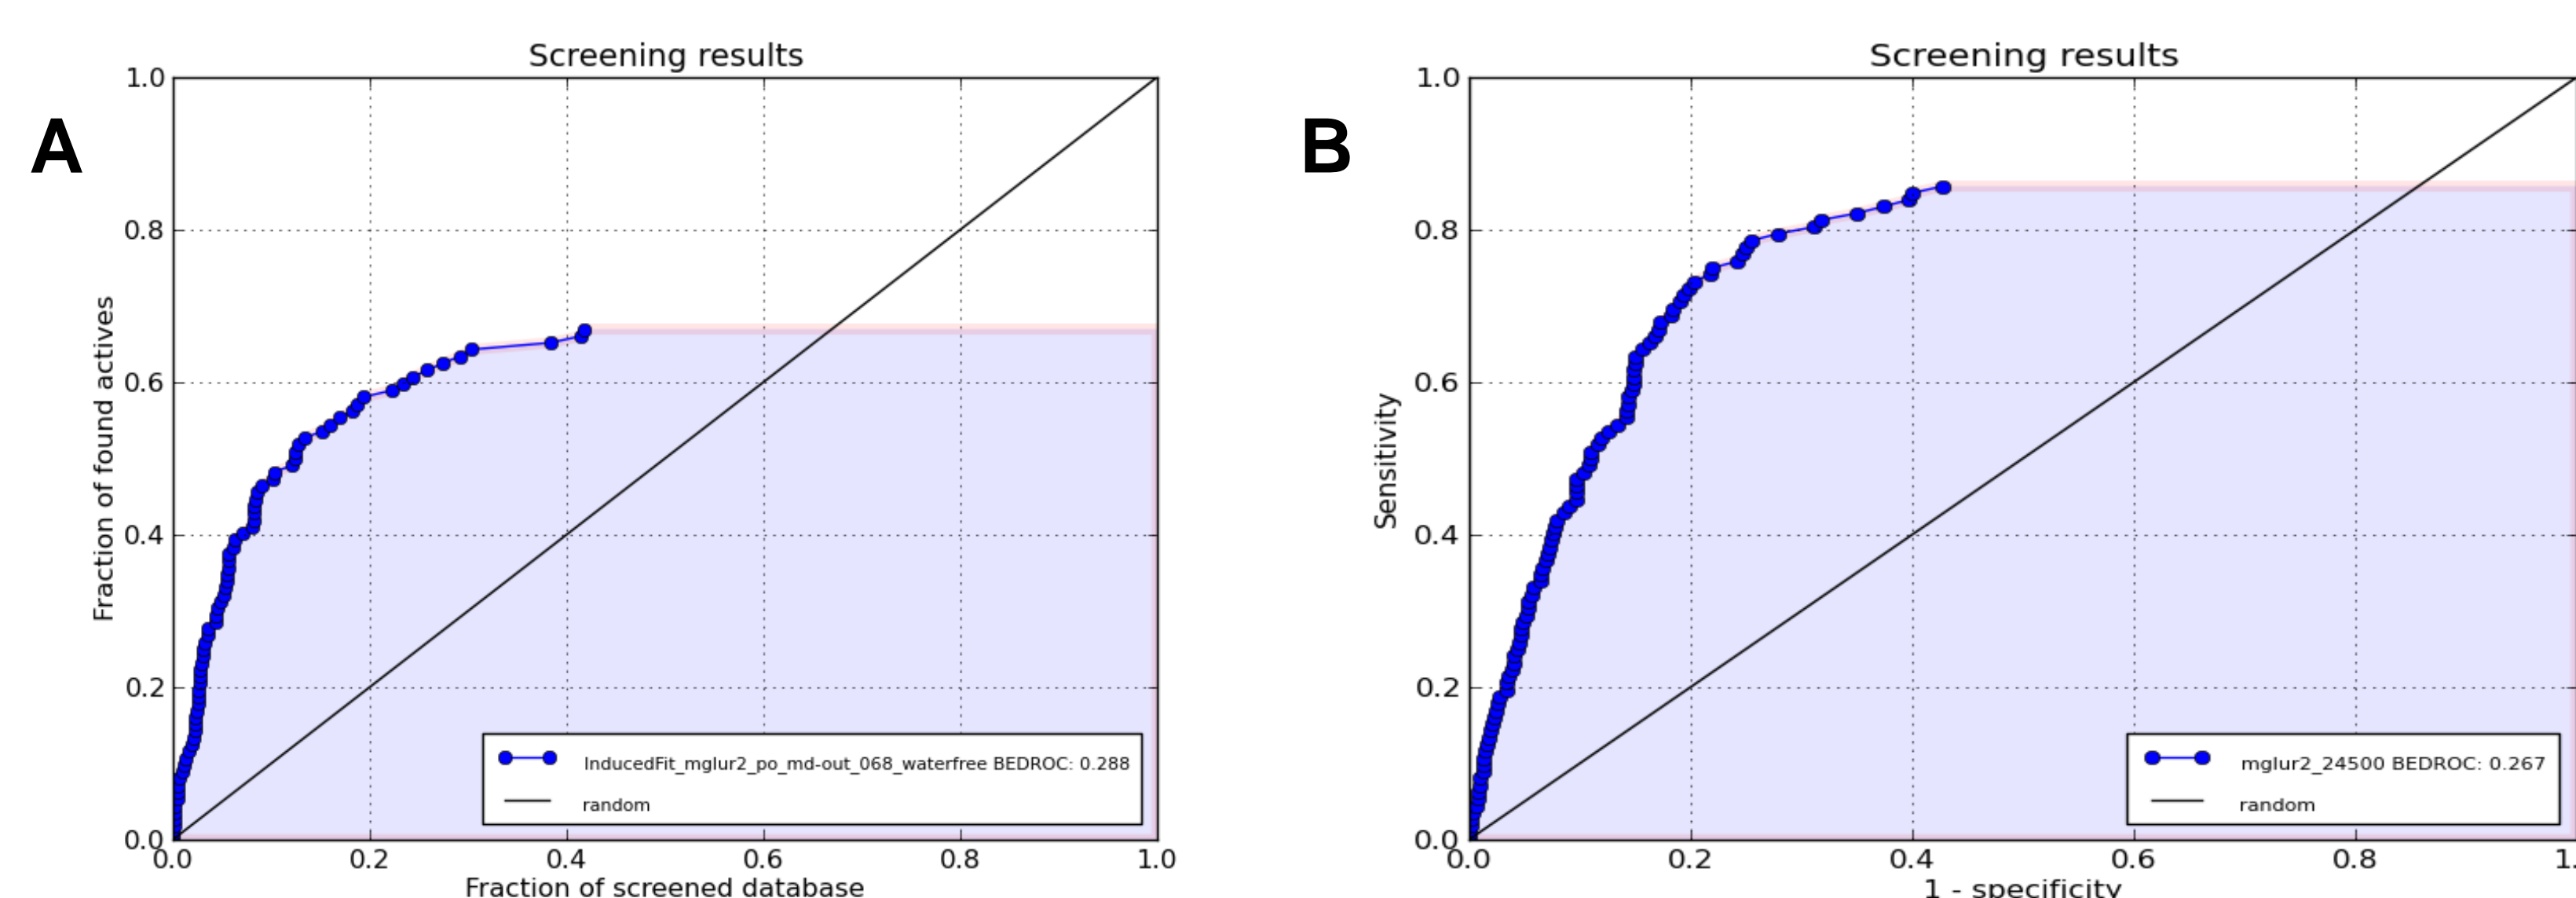 A
Screening results
1.0
0.8
0.6
0.4
0.2
0.0
Fraction of found actives
InducedFit_mglur2_po_md-out_068_waterfree BEDROC: 0.288
random
0.0 0.2 0.4 0.6 0.8 1.0
Fraction of screened database
B
Screening results
1.0
0.8
0.6
0.4
0.2
0.0
Sensitivity
mglur2_24500 BEDROC: 0.267
random
0.0 0.2 0.4 0.6 0.8 1.
1 - specificity